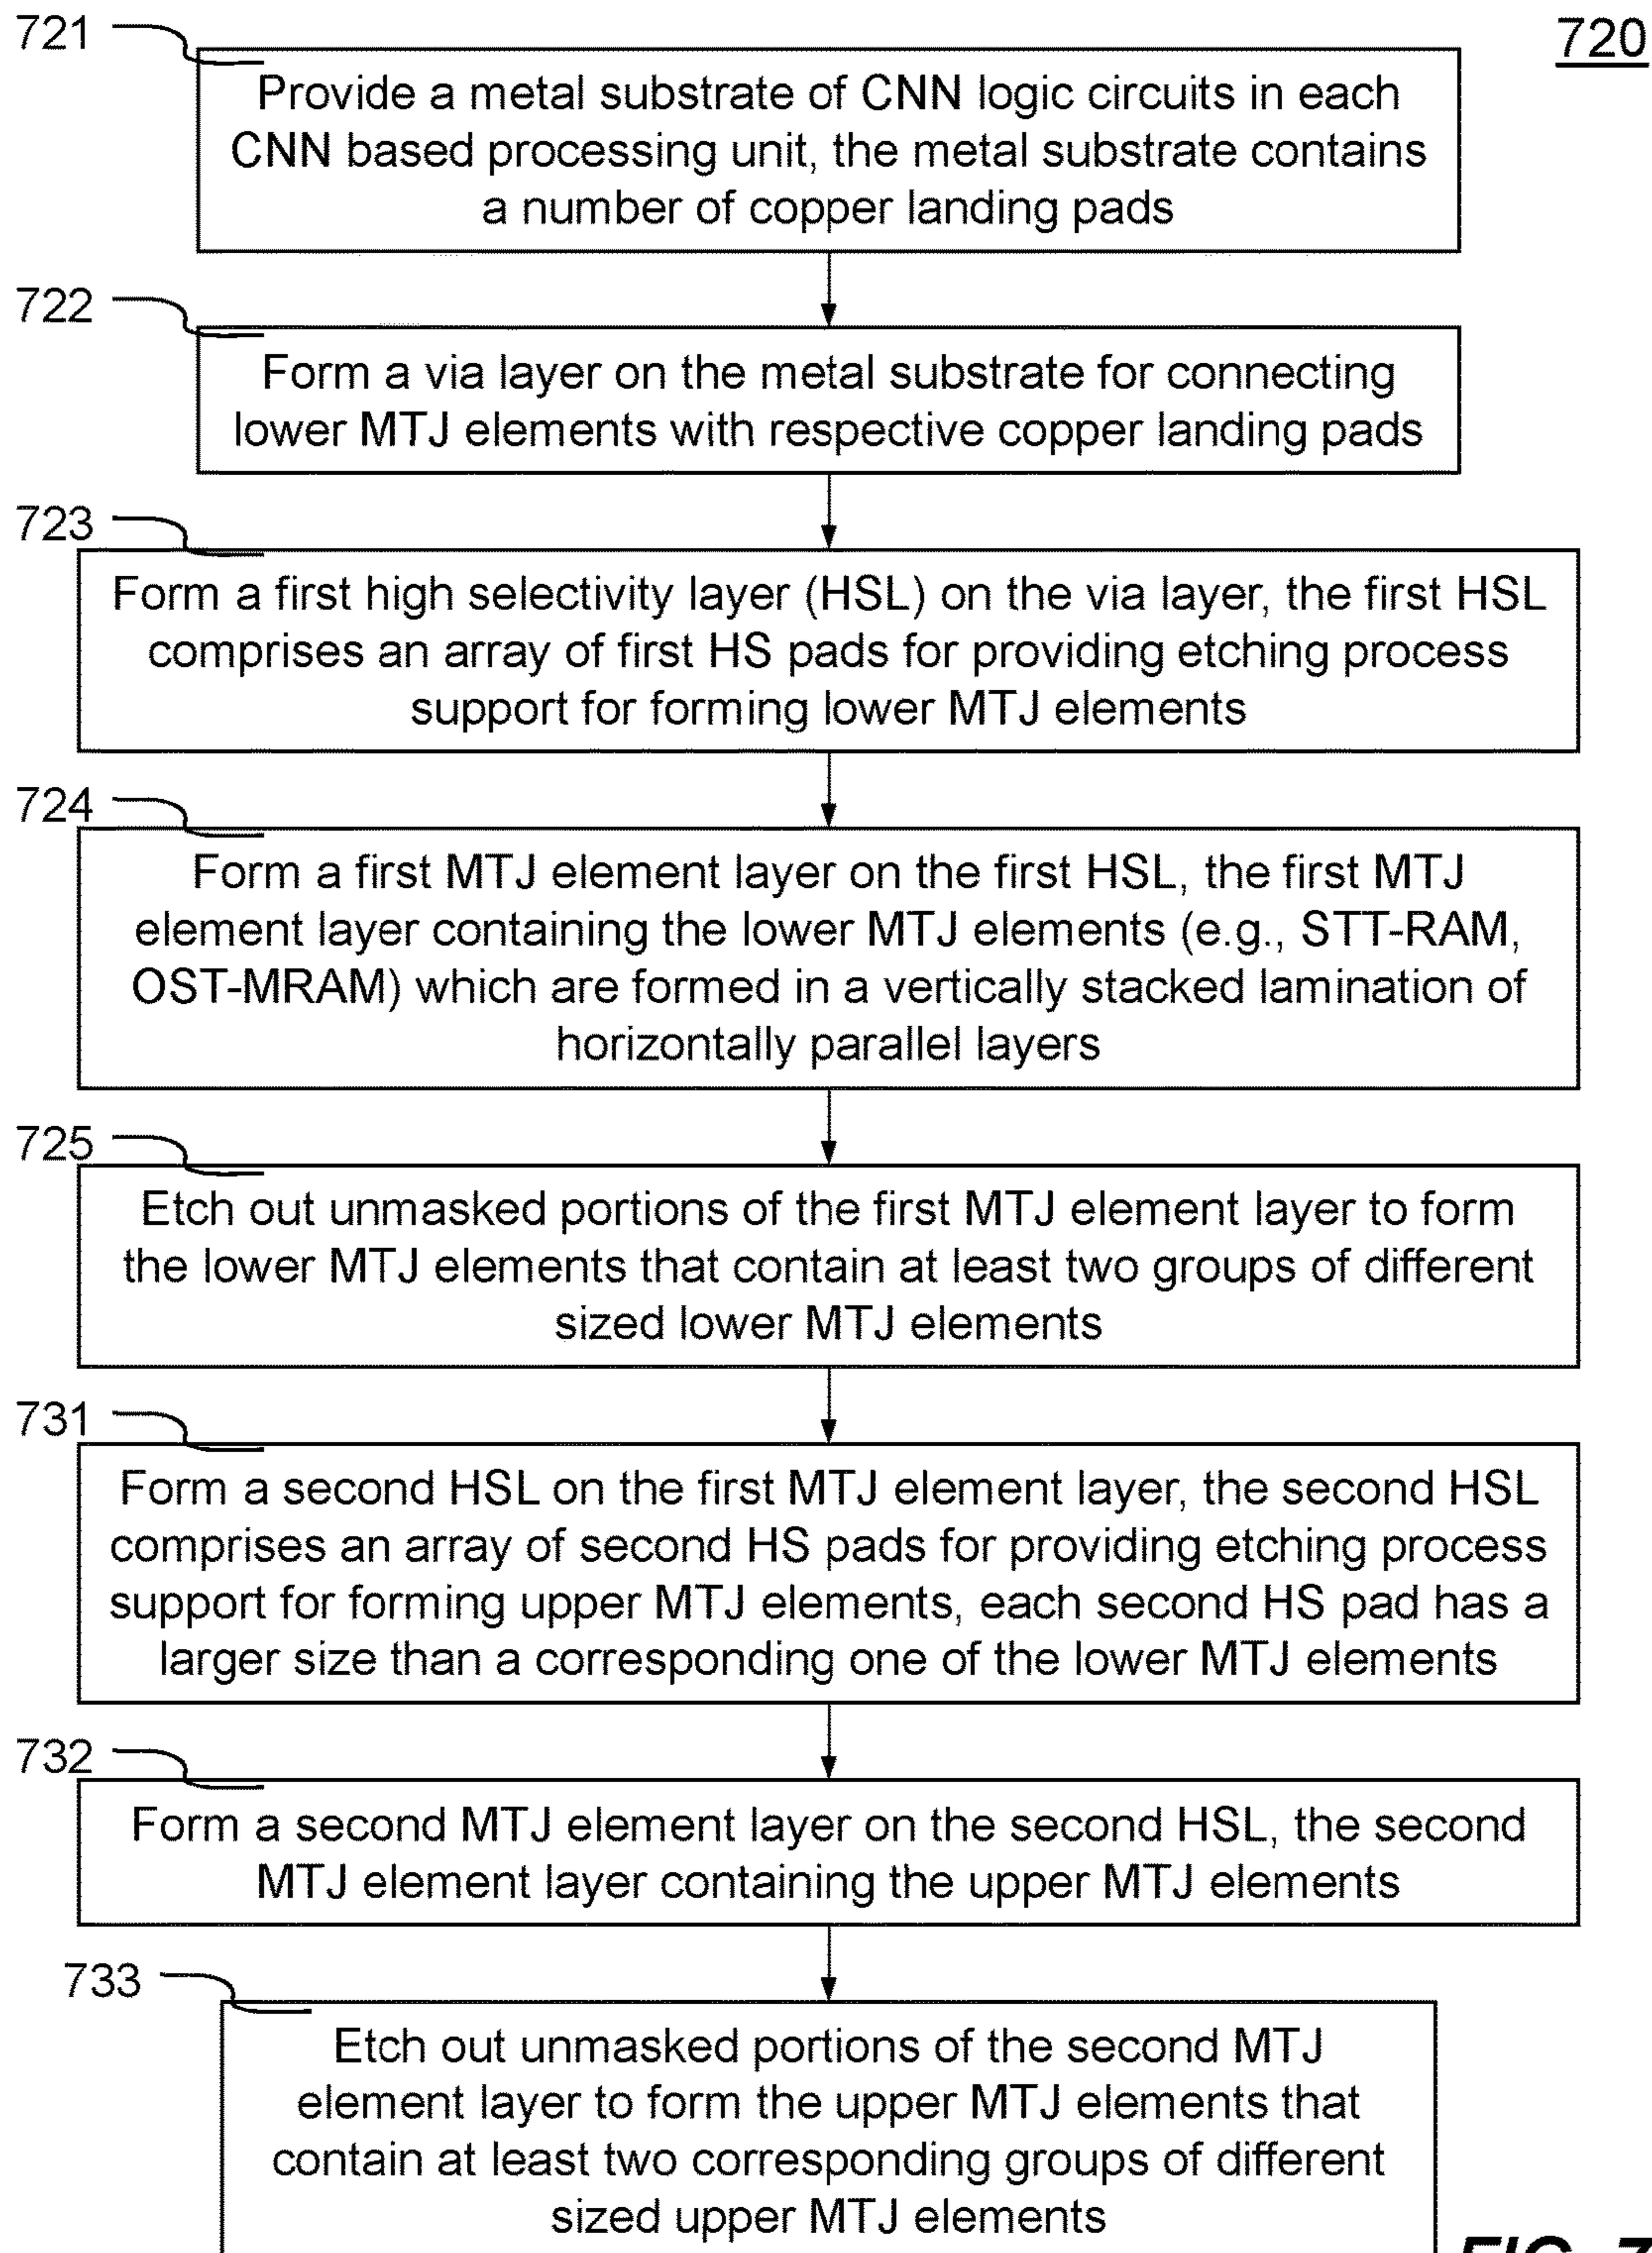 720
721
Provide a metal substrate of CNN logic circuits in each
CNN based processing unit, the metal substrate contains
a number of copper landing pads
722
Form a via layer on the metal substrate for connecting
lower MTJ elements with respective copper landing pads
723
Form a first high selectivity layer (HSL) on the via layer, the first HSL
comprises an array of first HS pads for providing etching process
support for forming lower MTJ elements
724
Form a first MTJ element layer on the first HSL, the first MTJ
element layer containing the lower MTJ elements (e.g., STT-RAM,
OST-MRAM) which are formed in a vertically stacked lamination of
horizontally parallel layers
725
Etch out unmasked portions of the first MTJ element layer to form
the lower MTJ elements that contain at least two groups of different
sized lower MTJ elements
731
Form a second HSL on the first MTJ element layer, the second HSL
comprises an array of second HS pads for providing etching process
support for forming upper MTJ elements, each second HS pad has a
larger size than a corresponding one of the lower MTJ elements
732
Form a second MTJ element layer on the second HSL, the second
MTJ element layer containing the upper MTJ elements
733
Etch out unmasked portions of the second MTJ
element layer to form the upper MTJ elements that
contain at least two corresponding groups of different
sized upper MTJ elements
FIG.